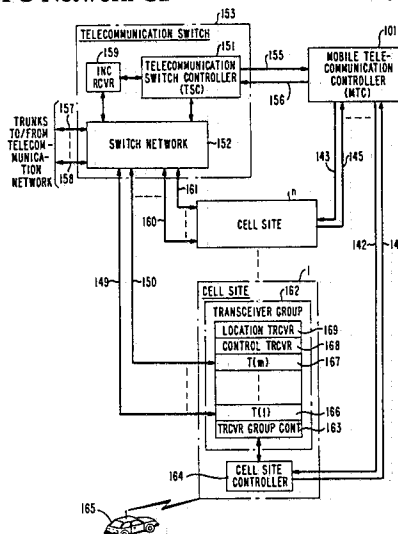 153
TELECOMMUNICATION SWITCH
159
151
155
101
INC
RCVR
TELECOMMUNICATION
SWITCH CONTROLLER
(TSC)
MOBILE TELE-
COMMUNICATION
CONTROLLER
(MTC)
156
157
TRUNKS
TO/FROM
TELECOM-
MUNICA-
TION
NETWORK
158
SWITCH NETWORK
152
143
145
161
160
n
CELL SITE
142
149
150
1
CELL SITE
162
TRANSCEIVER GROUP
LOCATION TRCVR
169
CONTROL TRCVR
168
T(m)
167
T(1)
166
TRCVR GROUP CONT
163
164
CELL SITE
CONTROLLER
165